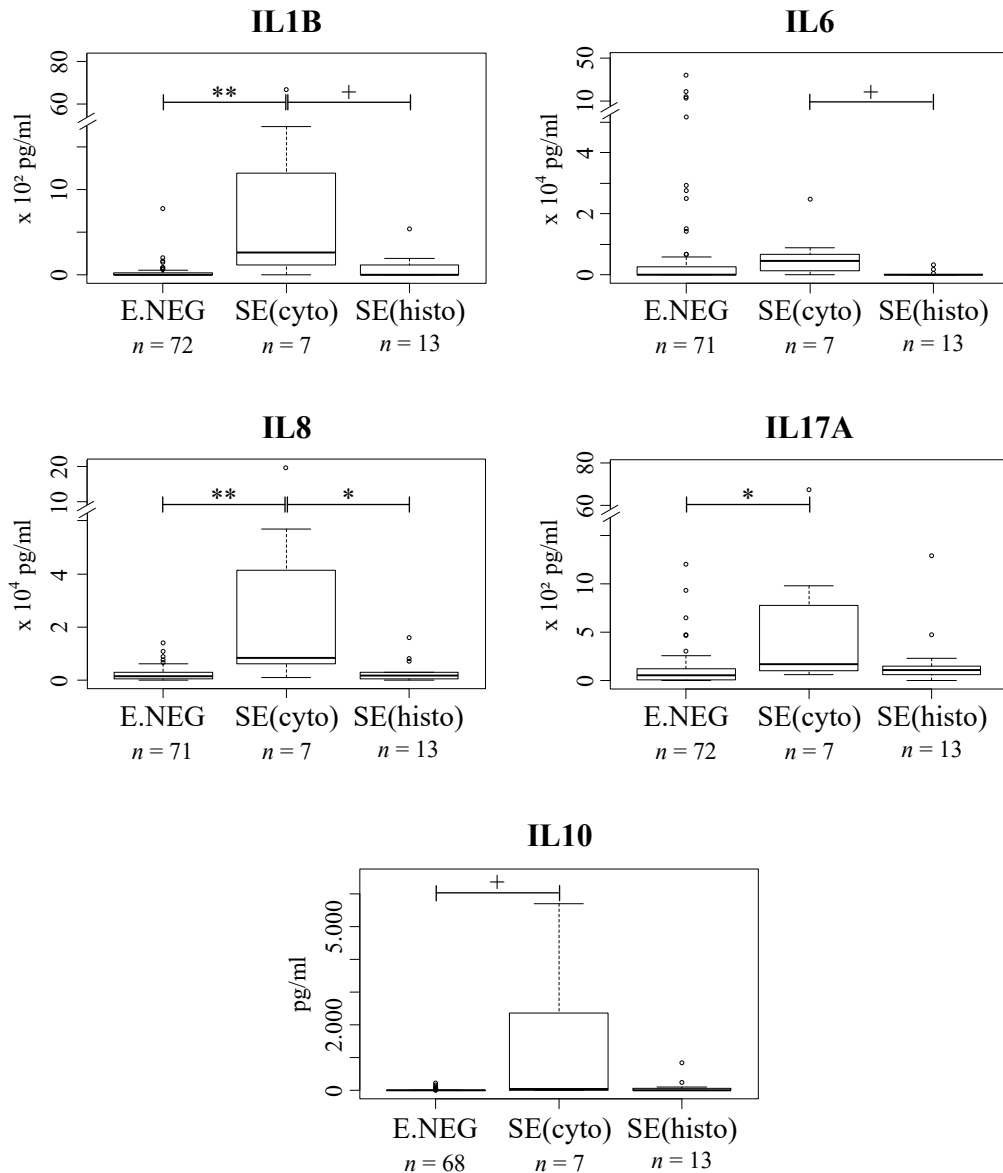 IL1B
80
60
10
0
x 10² pg/ml
**
+
E.NEG
SE(cyto)
SE(histo)
n = 72
n = 7
n = 13
IL6
50
10
4
2
0
x 10⁴ pg/ml
+
E.NEG
SE(cyto)
SE(histo)
n = 71
n = 7
n = 13
IL8
20
10
4
2
0
x 10⁴ pg/ml
**
*
E.NEG
SE(cyto)
SE(histo)
n = 71
n = 7
n = 13
IL17A
80
60
10
5
0
x 10² pg/ml
*
E.NEG
SE(cyto)
SE(histo)
n = 72
n = 7
n = 13
IL10
5.000
2.000
0
pg/ml
+
E.NEG
SE(cyto)
SE(histo)
n = 68
n = 7
n = 13